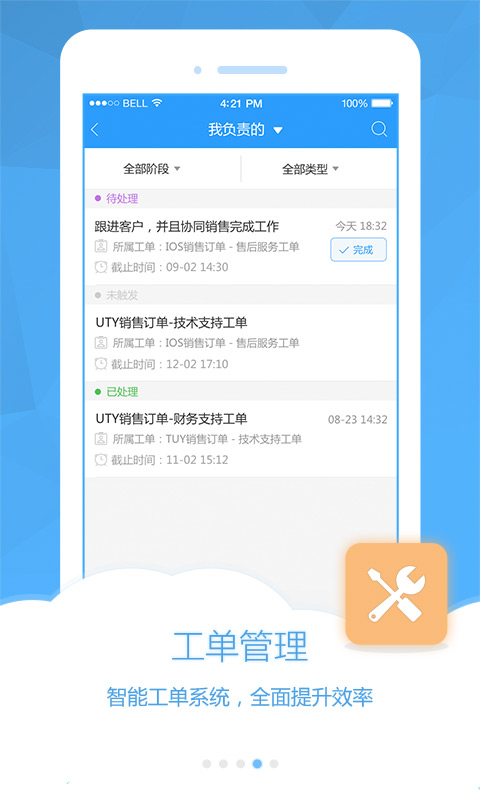 BELL 4:21 PM 100%
我负责的
全部阶段 全部类型
待处理
跟进客户，并且协同销售完成工作 今天 18:32
所属工单：IOS销售订单 - 售后服务工单 完成
截止时间：09-02 14:30
未触发
UTY销售订单-技术支持工单
所属工单：IOS销售订单 - 售后服务工单
截止时间：12-02 17:10
已处理
UTY销售订单-财务支持工单 08-23 14:32
所属工单：TUY销售订单 - 技术支持工单
截止时间：11-02 15:12
工单管理
智能工单系统，全面提升效率